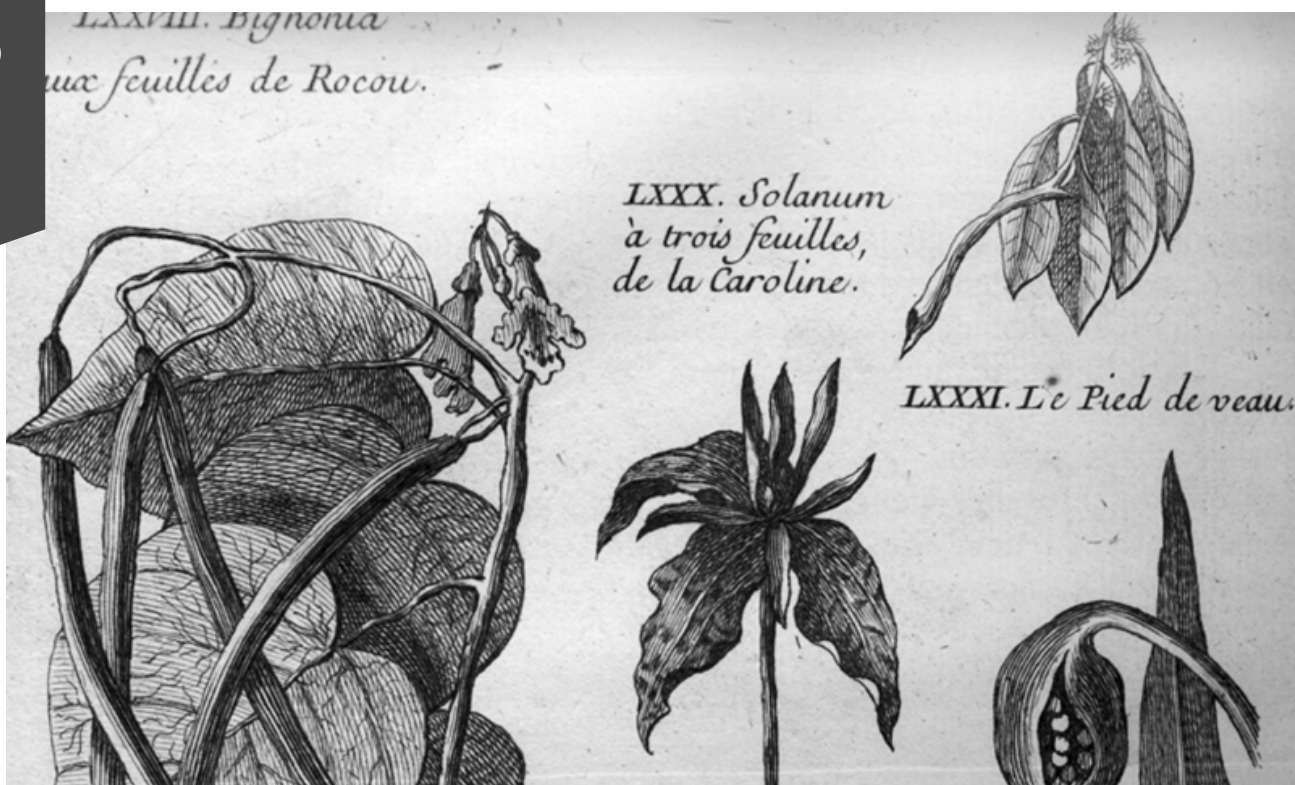 LXXVIII. Bignonia
aux feuilles de Rocou.
LXXX. Solanum
à trois feuilles,
de la Caroline.
LXXXI. Le Pied de veau.